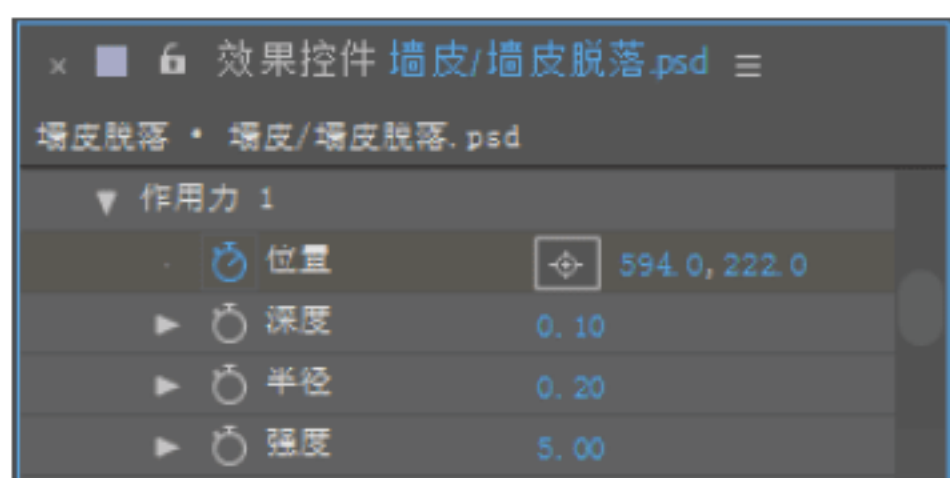 × 效果控件 墙皮/墙皮脱落.psd ≡
墙皮脱落 • 墙皮/墙皮脱落.psd
▼ 作用力 1
位置 594.0,222.0
深度 0.10
半径 0.20
强度 5.00